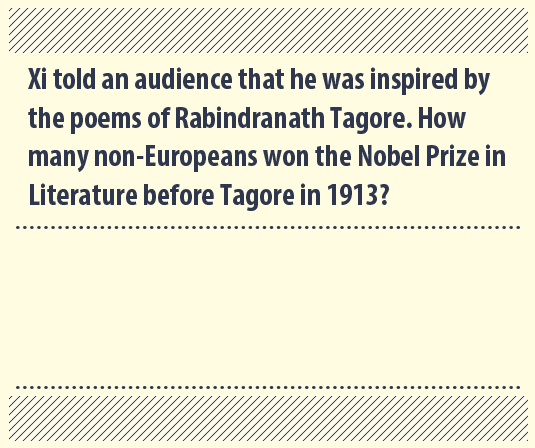 Xi told an audience that he was inspired by
the poems of Rabindranath Tagore. How
many non-Europeans won the Nobel Prize in
Literature before Tagore in 1913?